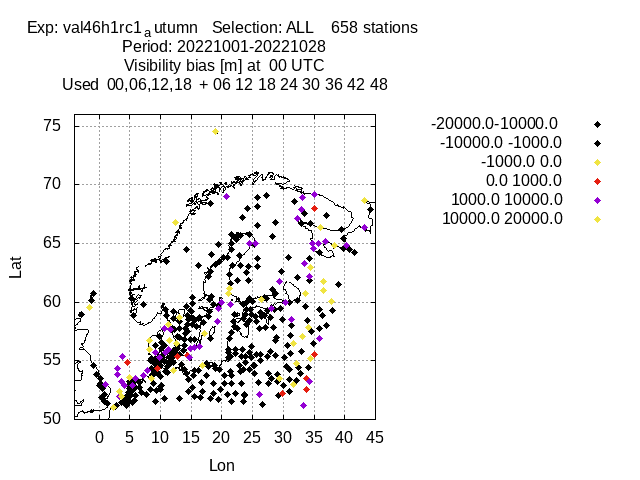 Exp: val46h1rc1ₐutumn Selection: ALL 658 stations
Period: 20221001-20221028
Visibility bias [m] at 00 UTC
Used 00,06,12,18 + 06 12 18 24 30 36 42 48
-20000.0-10000.0
-10000.0 -1000.0
-1000.0 0.0
0.0 1000.0
1000.0 10000.0
10000.0 20000.0
75
70
65
60
55
50
Lat
0 5 10 15 20 25 30 35 40 45
Lon